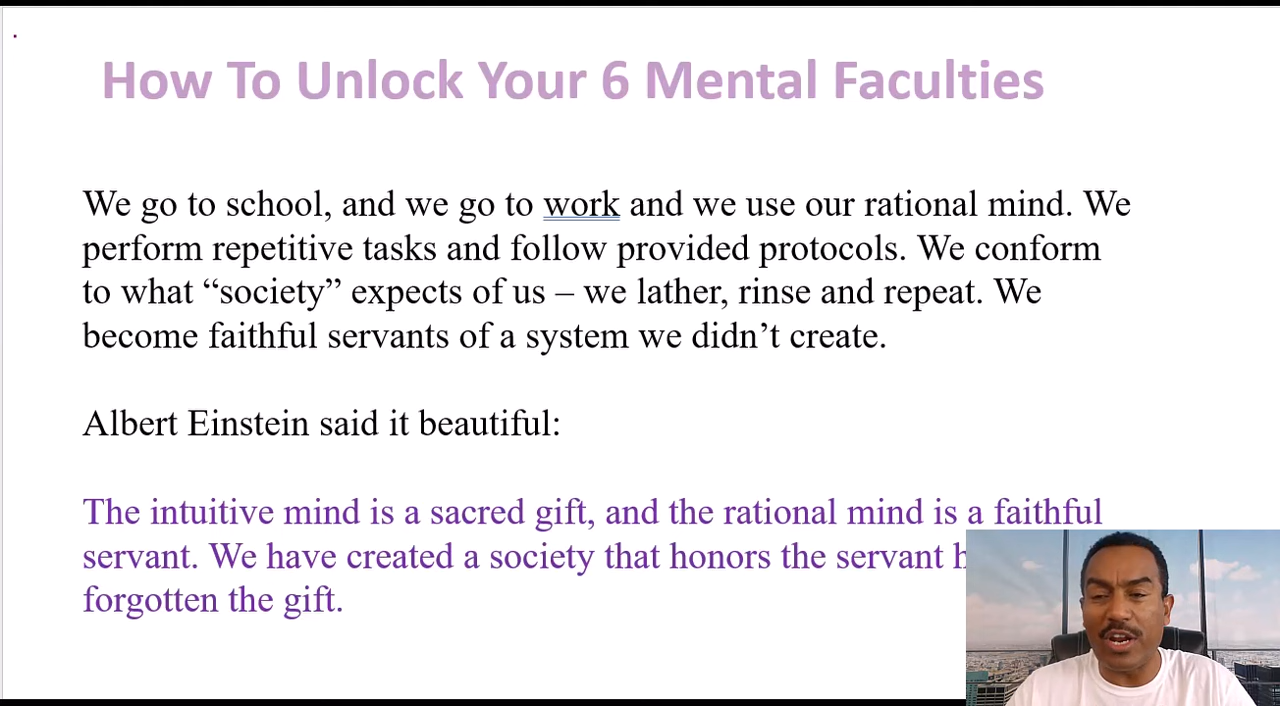 How To Unlock Your 6 Mental Faculties
We go to school, and we go to work and we use our rational mind. We
perform repetitive tasks and follow provided protocols. We conform
to what “society” expects of us – we lather, rinse and repeat. We
become faithful servants of a system we didn’t create.
Albert Einstein said it beautiful:
The intuitive mind is a sacred gift, and the rational mind is a faithful
servant. We have created a society that honors the servant
forgotten the gift.